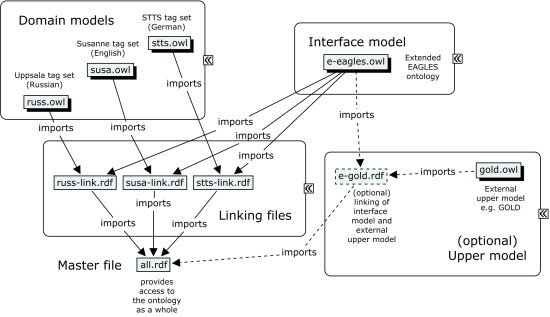 Domain models
STTS tag set
(German)
stts.owl
Susanne tag set
(English)
susa.owl
Uppsala tag set
(Russian)
russ.owl
Interface model
e-eagles.owl
Extended
EAGLES
ontology
imports
imports
imports
imports
imports
imports
imports
russ-link.rdf
susa-link.rdf
stts-link.rdf
Linking files
e-gold.rdf
(optional)
linking of
interface
model and
external
upper model
imports
gold.owl
External
upper model
e.g. GOLD
(optional)
Upper model
imports
imports
imports
imports
Master file
all.rdf
provides
access to
the ontology
as a whole